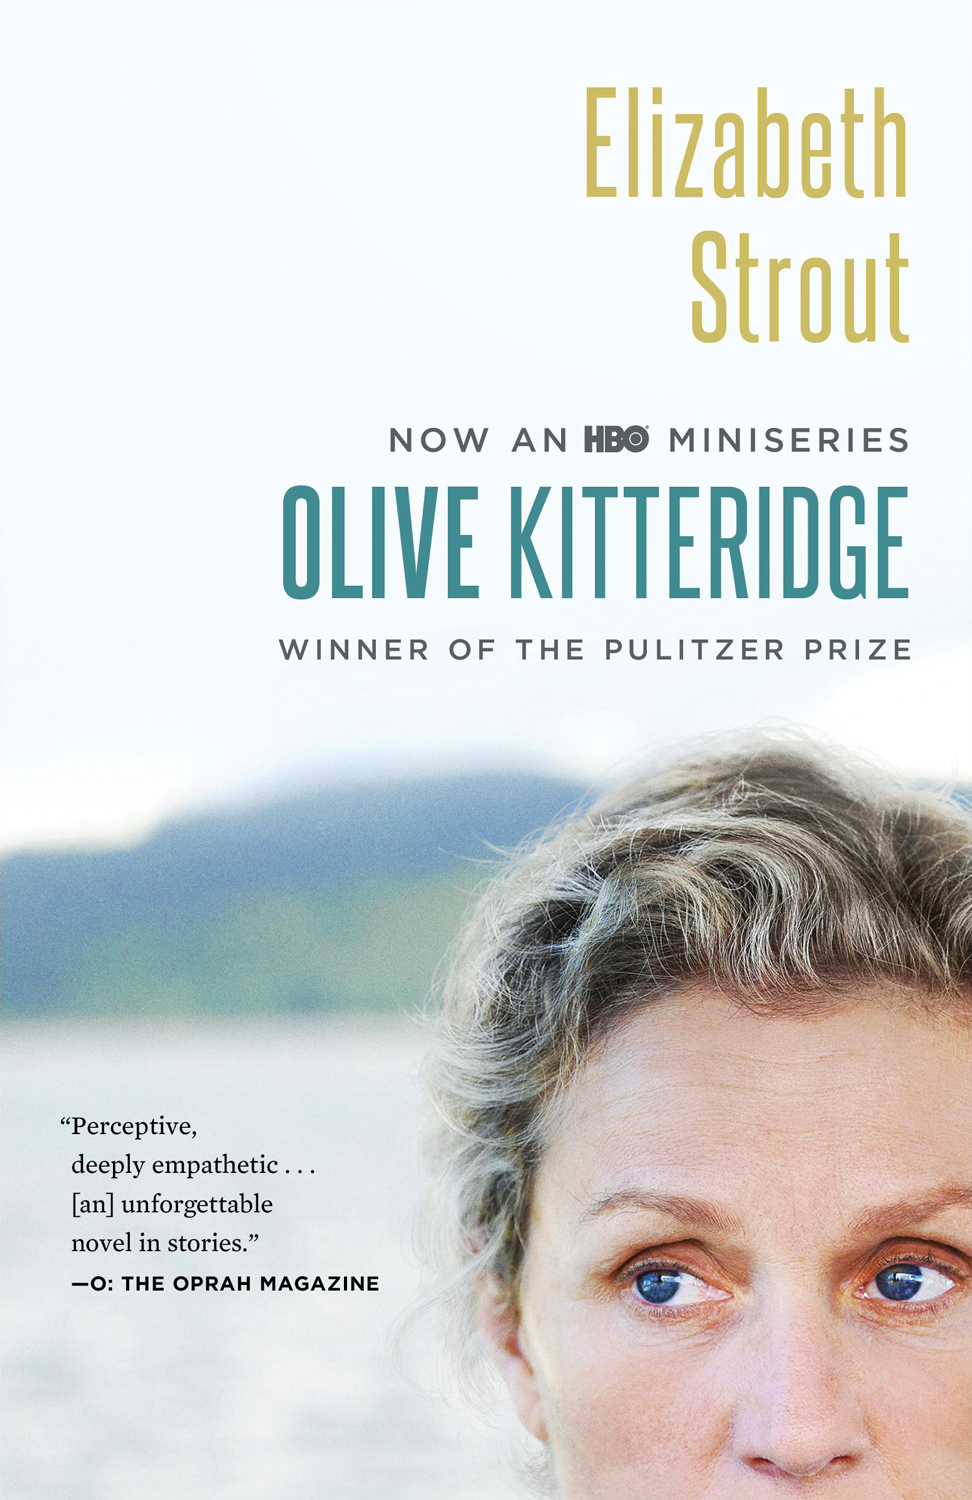 Elizabeth
Strout
NOW AN HBO® MINISERIES
OLIVE KITTERIDGE
WINNER OF THE PULITZER PRIZE
“Perceptive,
deeply empathetic . . .
[an] unforgettable
novel in stories.”
—O: THE OPRAH MAGAZINE